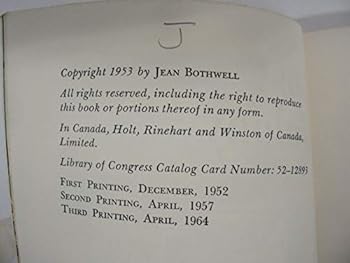 J
Copyright 1953 by JEAN BOTHWELL
All rights reserved, including the right to reproduce
this book or portions thereof in any form.
In Canada, Holt, Rinehart and Winston of Canada,
Limited.
Library of Congress Catalog Card Number: 52-12893
FIRST PRINTING, DECEMBER, 1952
SECOND PRINTING, APRIL, 1957
THIRD PRINTING, APRIL, 1964